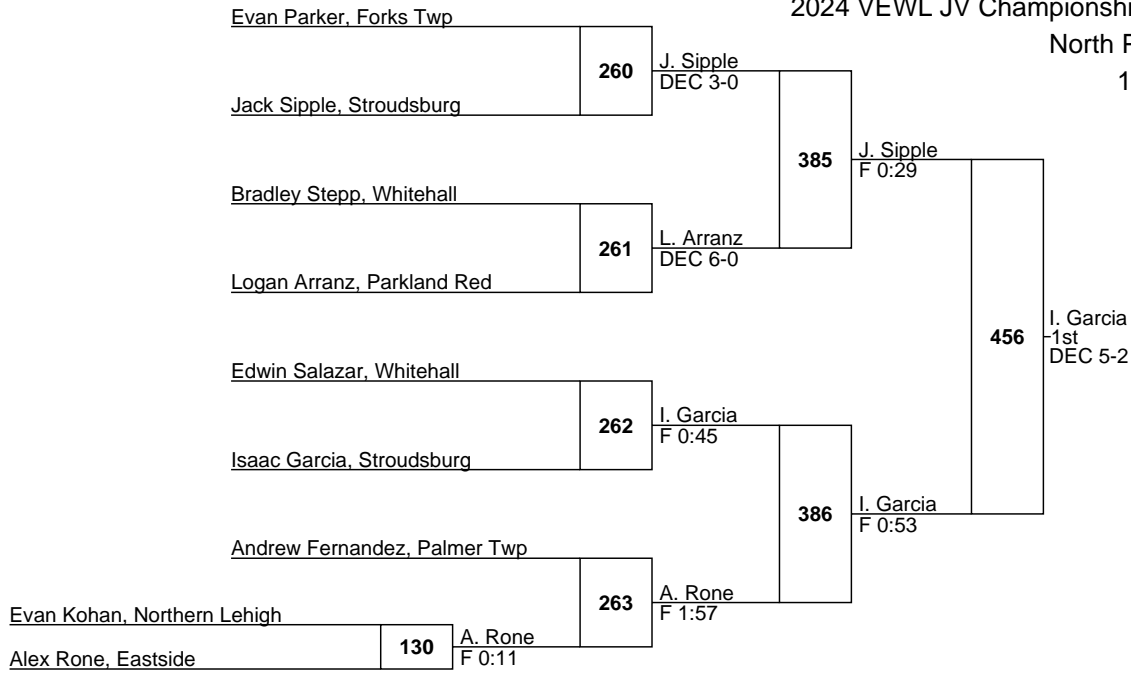 2024 VEWL JV Championshi
North
1
Evan Parker, Forks Twp
260
J. Sipple
DEC 3-0
Jack Sipple, Stroudsburg
385
J. Sipple
F 0:29
Bradley Stepp, Whitehall
261
L. Arranz
DEC 6-0
Logan Arranz, Parkland Red
456
I. Garcia
1st
DEC 5-2
Edwin Salazar, Whitehall
262
I. Garcia
F 0:45
Isaac Garcia, Stroudsburg
386
I. Garcia
F 0:53
Andrew Fernandez, Palmer Twp
263
A. Rone
F 1:57
Evan Kohan, Northern Lehigh
130
A. Rone
F 0:11
Alex Rone, Eastside